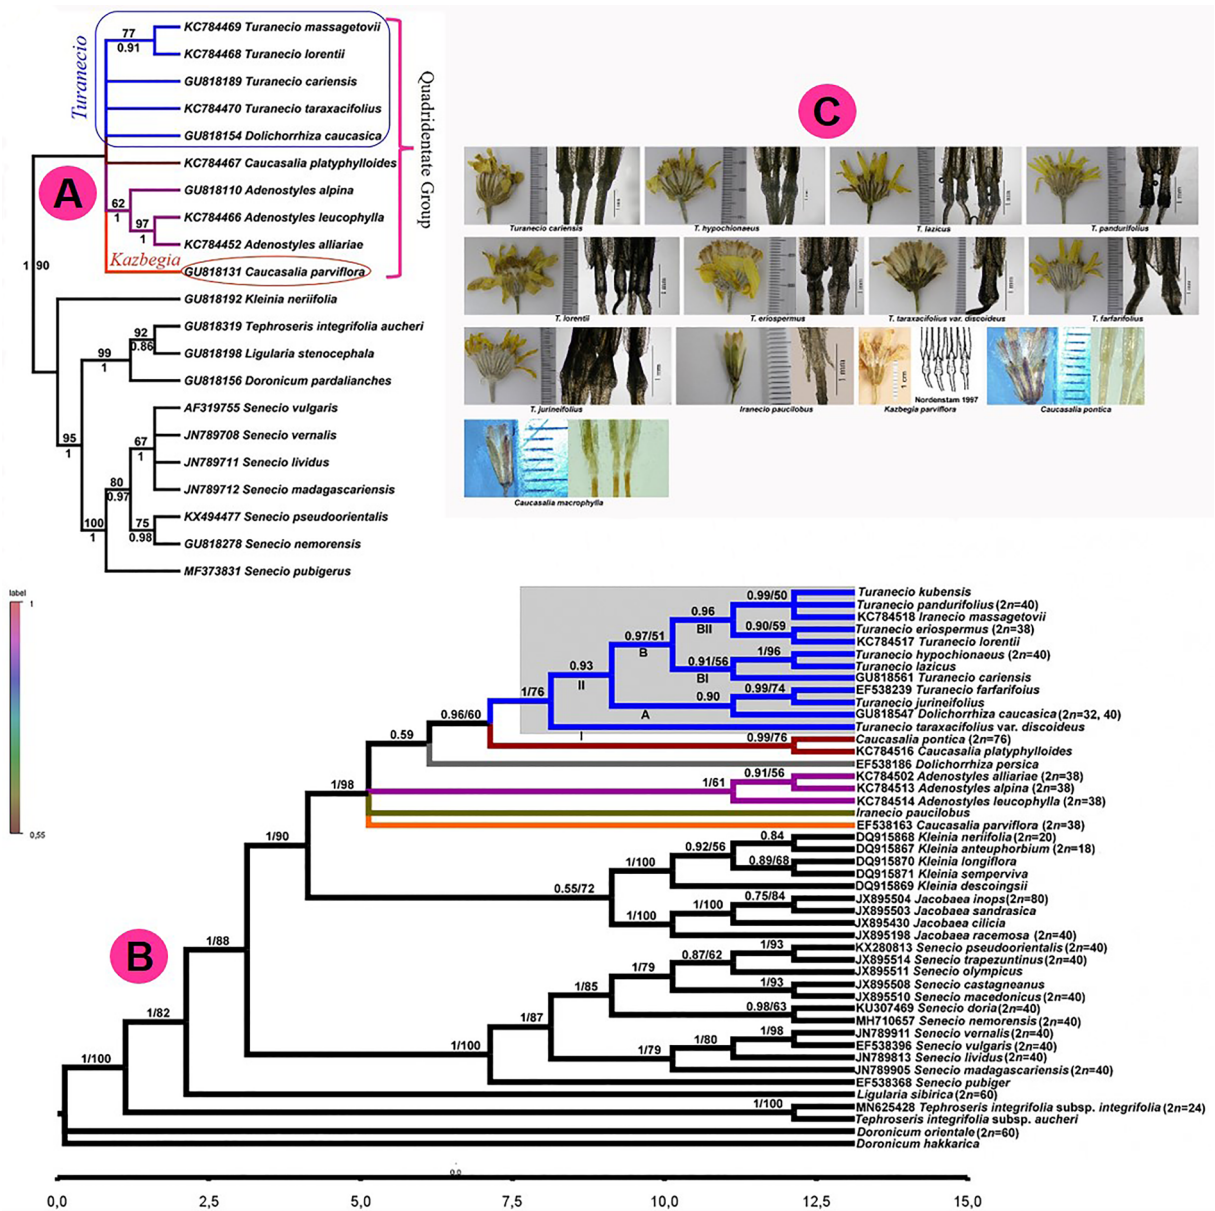 A
Turanecio
77
0.91
KC784469 Turanecio massagetovii
KC784468 Turanecio lorentii
GU818189 Turanecio cariensis
KC784470 Turanecio taraxacifolius
GU818154 Dolichorrhiza caucasica
KC784467 Caucasalia platyphylloides
62
1
GU818110 Adenostyles alpina
97
1
KC784466 Adenostyles leucophylla
KC784452 Adenostyles alliariae
Kazbegia
GU818131 Caucasalia parviflora
Quadridentate Group
1 90
GU818192 Kleinia neriifolia
92
0.86
GU818319 Tephroseris integrifolia aucheri
GU818198 Ligularia stenocephala
99
1
GU818156 Doronicum pardalianches
AF319755 Senecio vulgaris
95
1
67
1
JN789708 Senecio vernalis
JN789711 Senecio lividus
80
0.97
JN789712 Senecio madagascariensis
100
1
75
0.98
KX494477 Senecio pseudoorientalis
GU818278 Senecio nemorensis
MF373831 Senecio pubigerus
C
1 mm
Turanecio cariensis
T. hypochionaeus
T. lazicus
T. pandurifolius
T. lorentii
T. eriospermus
T. taraxacifolius var. discoideus
T. farfarifolius
T. jurineifolius
Iranecio paucilobus
1 cm
Nordenstam 1997
Kazbegia parviflora
Caucasalia pontica
Caucasalia macrophylla
label
1
0,55
B
Turanecio kubensis
0.99/50
Turanecio pandurifolius (2n=40)
0.96
BII
KC784518 Iranecio massagetovii
0.90/59
Turanecio eriospermus (2n=38)
0.97/51
B
KC784517 Turanecio lorentii
1/96
Turanecio hypochionaeus (2n=40)
0.93
II
0.91/56
BI
Turanecio lazicus
GU818561 Turanecio cariensis
1/76
0.90
0.99/74
EF538239 Turanecio farfarifoius
Turanecio jurineifolius
0.96/60
A
GU818547 Dolichorrhiza caucasica (2n=32, 40)
I
Turanecio taraxacifolius var. discoideus
0.59
0.99/76
Caucasalia pontica (2n=76)
KC784516 Caucasalia platyphylloides
EF538186 Dolichorrhiza persica
1/98
1/61
0.91/56
KC784502 Adenostyles alliariae (2n=38)
KC784513 Adenostyles alpina (2n=38)
KC784514 Adenostyles leucophylla (2n=38)
Iranecio paucilobus
EF538163 Caucasalia parviflora (2n=38)
1/90
0.84
DQ915868 Kleinia neriifolia (2n=20)
0.92/56
DQ915867 Kleinia anteuphorbium (2n=18)
1/100
0.89/68
DQ915870 Kleinia longiflora
DQ915871 Kleinia semperviva
0.55/72
DQ915869 Kleinia descoingsii
0.75/84
JX895504 Jacobaea inops(2n=80)
1/100
JX895503 Jacobaea sandrasica
1/100
JX895430 Jacobaea cilicia
JX895198 Jacobaea racemosa (2n=40)
1/88
1/93
KX280813 Senecio pseudoorientalis (2n=40)
0.87/62
JX895514 Senecio trapezuntinus (2n=40)
1/79
JX895511 Senecio olympicus
1/93
JX895508 Senecio castagneanus
1/85
JX895510 Senecio macedonicus (2n=40)
0.98/63
KU307469 Senecio doria(2n=40)
1/82
1/87
MH710657 Senecio nemorensis (2n=40)
1/98
JN789911 Senecio vernalis (2n=40)
1/100
1/80
EF538396 Senecio vulgaris (2n=40)
1/79
JN789813 Senecio lividus (2n=40)
1/100
JN789905 Senecio madagascariensis (2n=40)
EF538368 Senecio pubiger
Ligularia sibirica (2n=60)
1/100
MN625428 Tephroseris integrifolia subsp. integrifolia (2n=24)
Tephroseris integrifolia subsp. aucheri
Doronicum orientale (2n=60)
Doronicum hakkarica
0.0
0,0 2,5 5,0 7,5 10,0 12,5 15,0